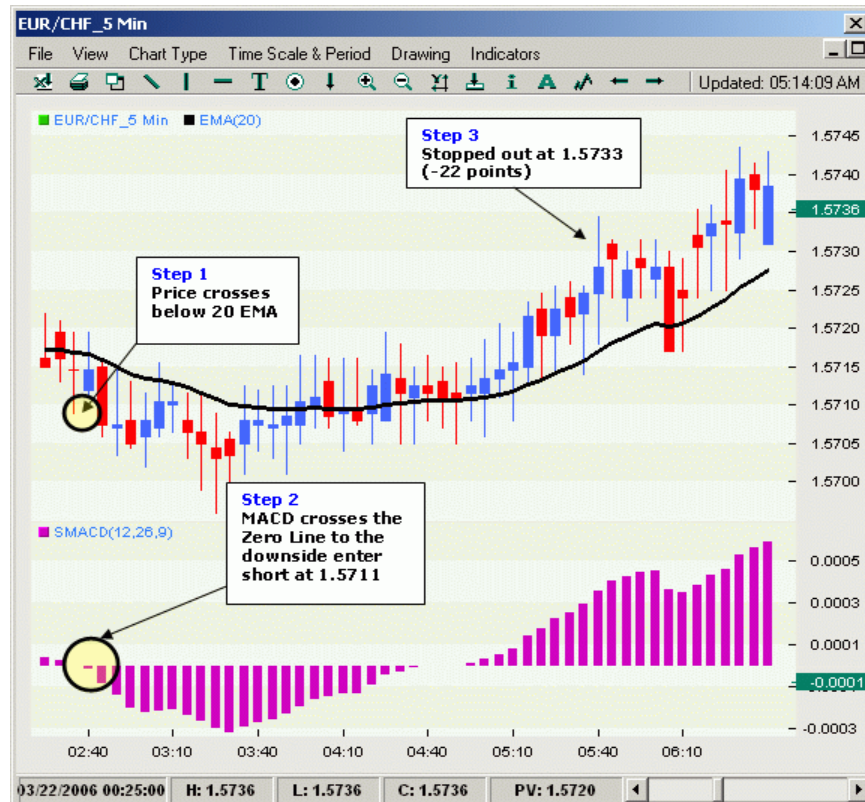 EUR/CHF_5 Min
File View Chart Type Time Scale & Period Drawing Indicators
T i A Updated: 05:14:09 AM
EUR/CHF_5 Min EMA(20)
Step 3
Stopped out at 1.5733
(-22 points)
Step 1
Price crosses
below 20 EMA
1.5745
1.5740
1.5736
1.5730
1.5725
1.5720
1.5715
1.5710
1.5705
1.5700
Step 2
MACD crosses the
Zero Line to the
downside enter
short at 1.5711
SMACD(12,26,9)
0.0005
0.0003
0.0001
-0.0001
-0.0003
02:40 03:10 03:40 04:10 04:40 05:10 05:40 06:10
03/22/2006 00:25:00 H: 1.5736 L: 1.5736 C: 1.5736 PV: 1.5720